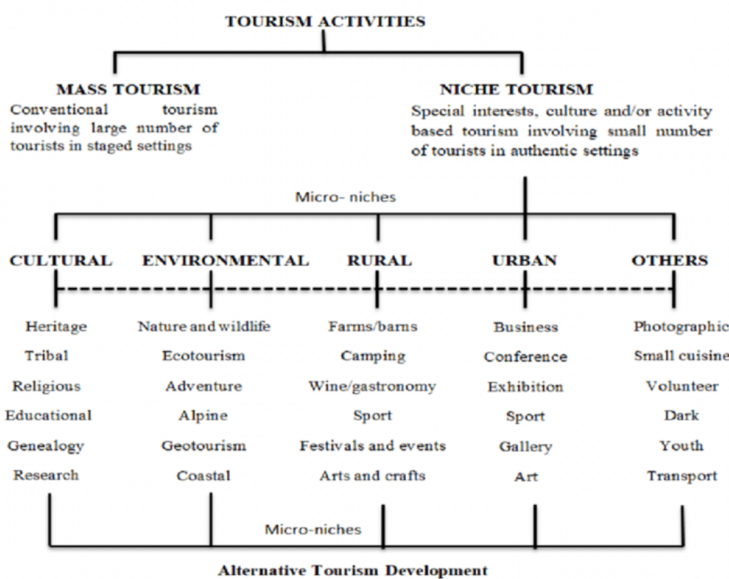 TOURISM ACTIVITIES
MASS TOURISM
Conventional tourism
involving large number of
tourists in staged settings
NICHE TOURISM
Special interests, culture and/or activity
based tourism involving small number
of tourists in authentic settings
Micro- niches
CULTURAL ENVIRONMENTAL RURAL URBAN OTHERS
Heritage Nature and wildlife Farms/barns Business Photographic
Tribal Ecotourism Camping Conference Small cuisine
Religious Adventure Wine/gastronomy Exhibition Volunteer
Educational Alpine Sport Sport Dark
Genealogy Geotourism Festivals and events Gallery Youth
Research Coastal Arts and crafts Art Transport
Micro-niches
Alternative Tourism Development